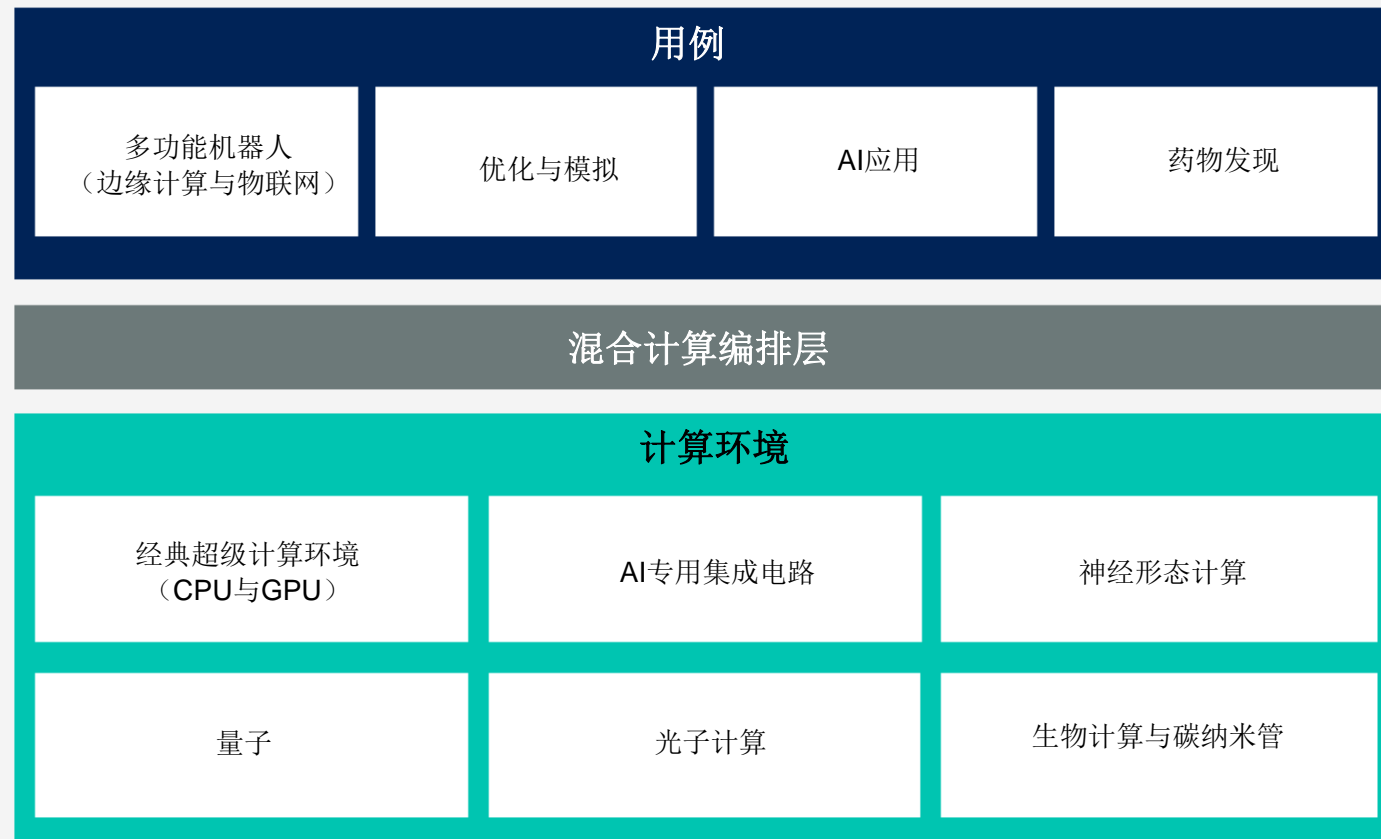 用例
多功能机器人
（边缘计算与物联网）
优化与模拟
AI应用
药物发现
混合计算编排层
计算环境
经典超级计算环境
（CPU与GPU）
AI专用集成电路
神经形态计算
量子
光子计算
生物计算与碳纳米管